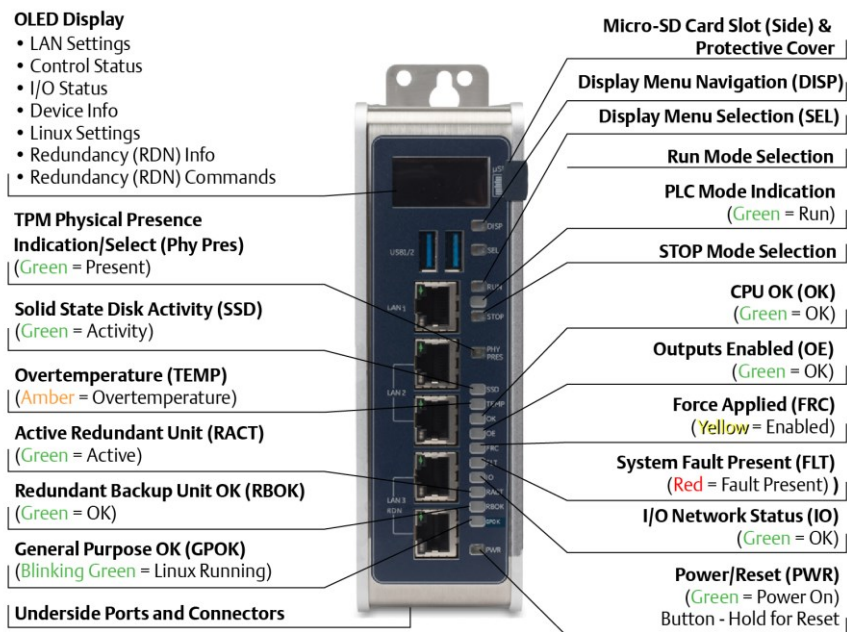 OLED Display
• LAN Settings
• Control Status
• I/O Status
• Device Info
• Linux Settings
• Redundancy (RDN) Info
• Redundancy (RDN) Commands
TPM Physical Presence
Indication/Select (Phy Pres)
(Green = Present)
Solid State Disk Activity (SSD)
(Green = Activity)
Overtemperature (TEMP)
(Amber = Overtemperature)
Active Redundant Unit (RACT)
(Green = Active)
Redundant Backup Unit OK (RBOK)
(Green = OK)
General Purpose OK (GPOK)
(Blinking Green = Linux Running)
Underside Ports and Connectors
DISP
USB1/2
SEL
RUN
LAN 1
STOP
PHY
PRES
SSD
LAN 2
TEMP
OK
OE
FRC
FLT
IO
LAN 3
RACT
RDN
RBOK
GPOK
PWR
Micro-SD Card Slot (Side) &
Protective Cover
Display Menu Navigation (DISP)
Display Menu Selection (SEL)
Run Mode Selection
PLC Mode Indication
(Green = Run)
STOP Mode Selection
CPU OK (OK)
(Green = OK)
Outputs Enabled (OE)
(Green = OK)
Force Applied (FRC)
(Yellow = Enabled)
System Fault Present (FLT)
(Red = Fault Present) )
I/O Network Status (IO)
(Green = OK)
Power/Reset (PWR)
(Green = Power On)
Button - Hold for Reset